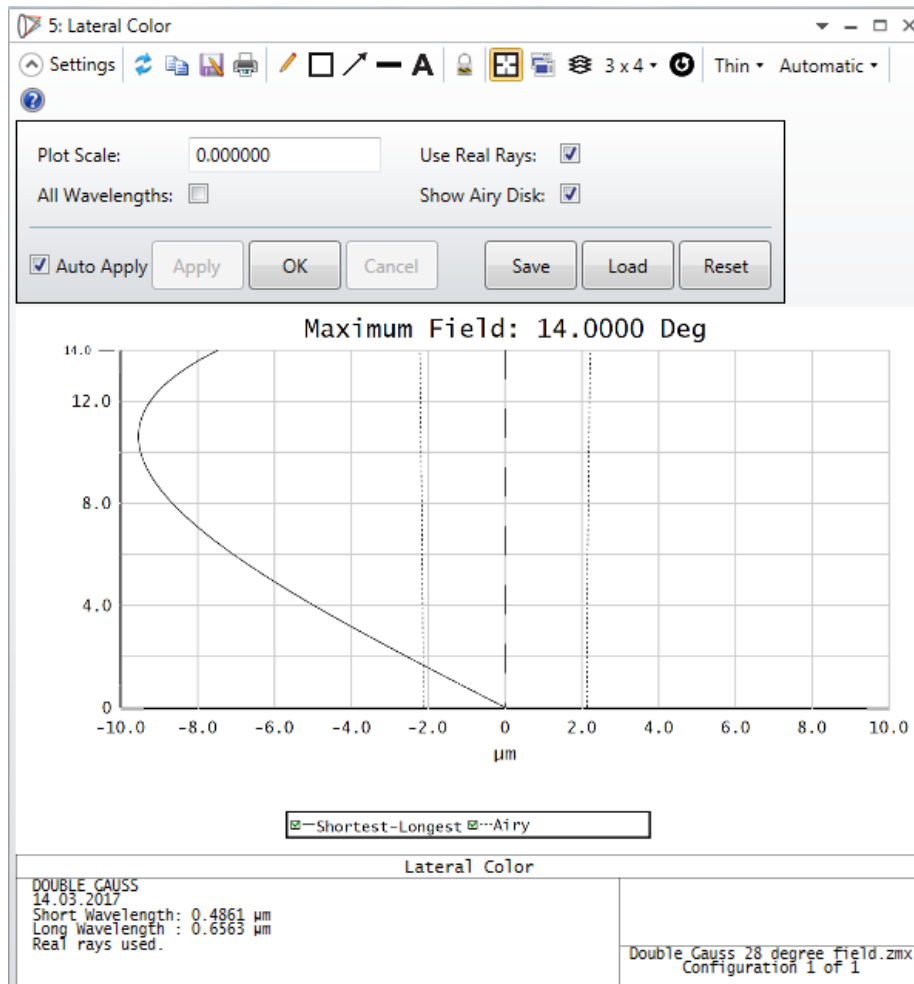 5: Lateral Color
Settings A 3 x 4 Thin Automatic
Plot Scale: 0.000000 Use Real Rays:
All Wavelengths: Show Airy Disk:
Auto Apply Apply OK Cancel Save Load Reset
Maximum Field: 14.0000 Deg
14.0
12.0
8.0
4.0
0
-10.0 -8.0 -6.0 -4.0 -2.0 0 2.0 4.0 6.0 8.0 10.0
µm
Shortest-Longest Airy
Lateral Color
DOUBLE GAUSS
14.03.2017
Short Wavelength: 0.4861 µm
Long Wavelength : 0.6563 µm
Real rays used.
Double Gauss 28 degree field.zmx
Configuration 1 of 1